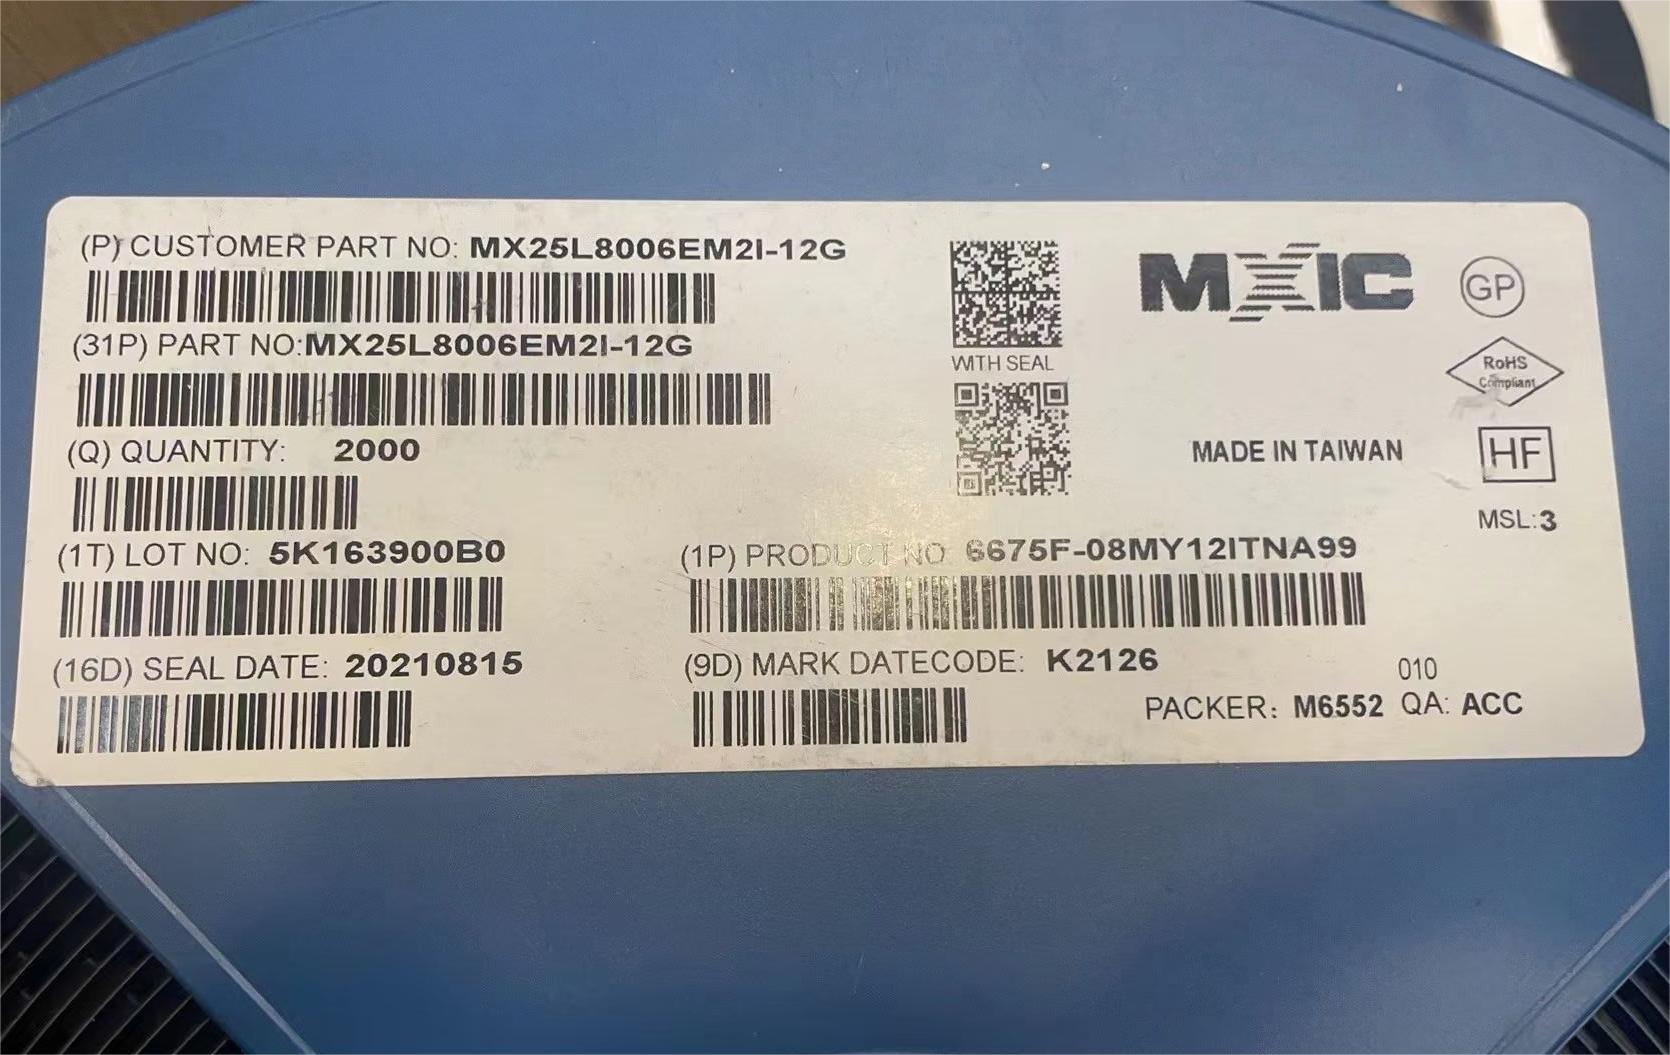 (P) CUSTOMER PART NO: MX25L8006EM2I-12G
(31P) PART NO:MX25L8006EM2I-12G
(Q) QUANTITY: 2000
(1T) LOT NO: 5K163900B0
(16D) SEAL DATE: 20210815
WITH SEAL
(1P) PRODUCT NO 6675F-08MY12ITNA99
(9D) MARK DATECODE: K2126
MXIC
GP
RoHS
Compliant
MADE IN TAIWAN
HF
MSL:3
010
PACKER: M6552 QA: ACC